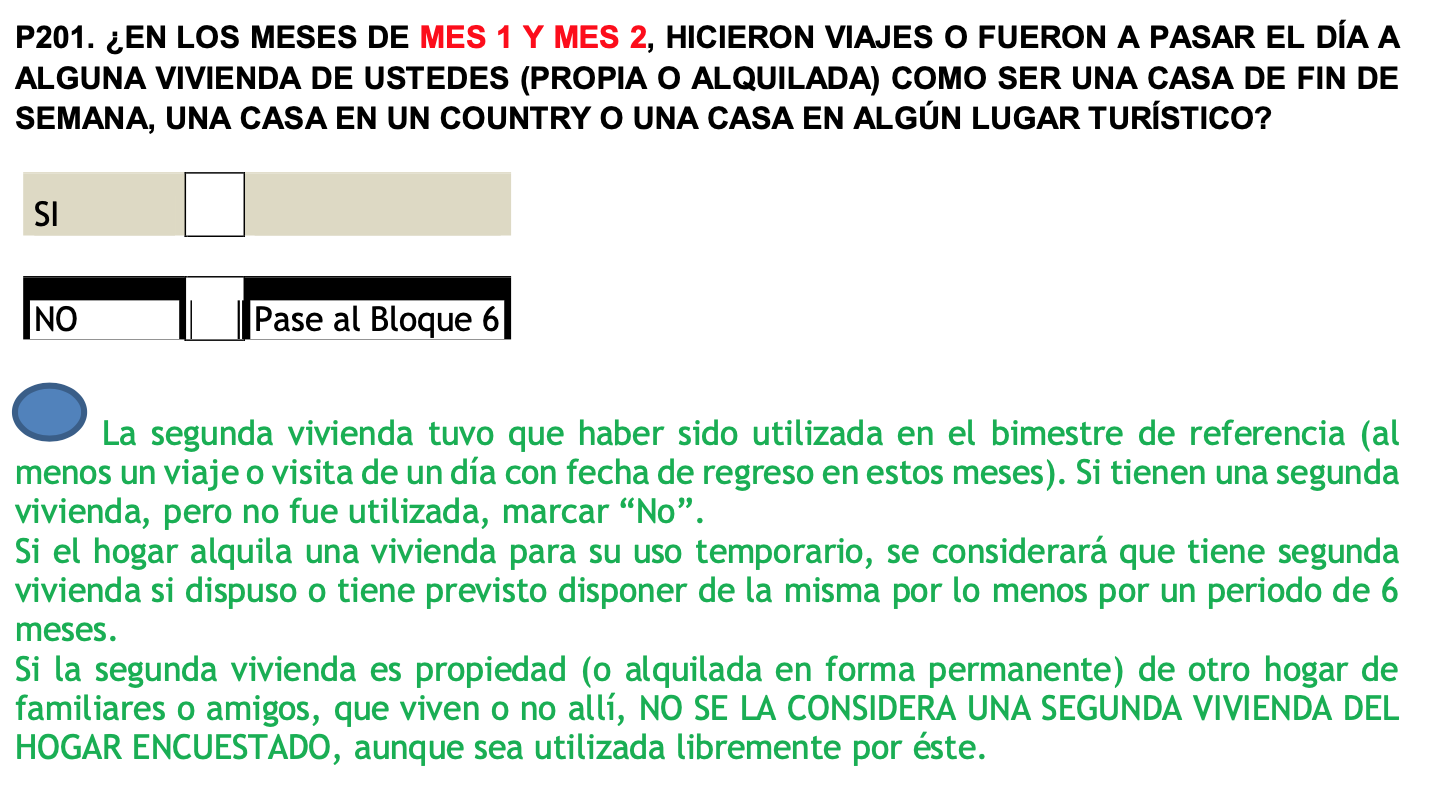 P201. ¿EN LOS MESES DE MES 1 Y MES 2, HICIERON VIAJES O FUERON A PASAR EL DÍA A
ALGUNA VIVIENDA DE USTEDES (PROPIA O ALQUILADA) COMO SER UNA CASA DE FIN DE
SEMANA, UNA CASA EN UN COUNTRY O UNA CASA EN ALGÚN LUGAR TURÍSTICO?
SI
NO Pase al Bloque 6
La segunda vivienda tuvo que haber sido utilizada en el bimestre de referencia (al
menos un viaje o visita de un día con fecha de regreso en estos meses). Si tienen una segunda
vivienda, pero no fue utilizada, marcar “No”.
Si el hogar alquila una vivienda para su uso temporario, se considerará que tiene segunda
vivienda si dispuso o tiene previsto disponer de la misma por lo menos por un periodo de 6
meses.
Si la segunda vivienda es propiedad (o alquilada en forma permanente) de otro hogar de
familiares o amigos, que viven o no allí, NO SE LA CONSIDERA UNA SEGUNDA VIVIENDA DEL
HOGAR ENCUESTADO, aunque sea utilizada libremente por éste.